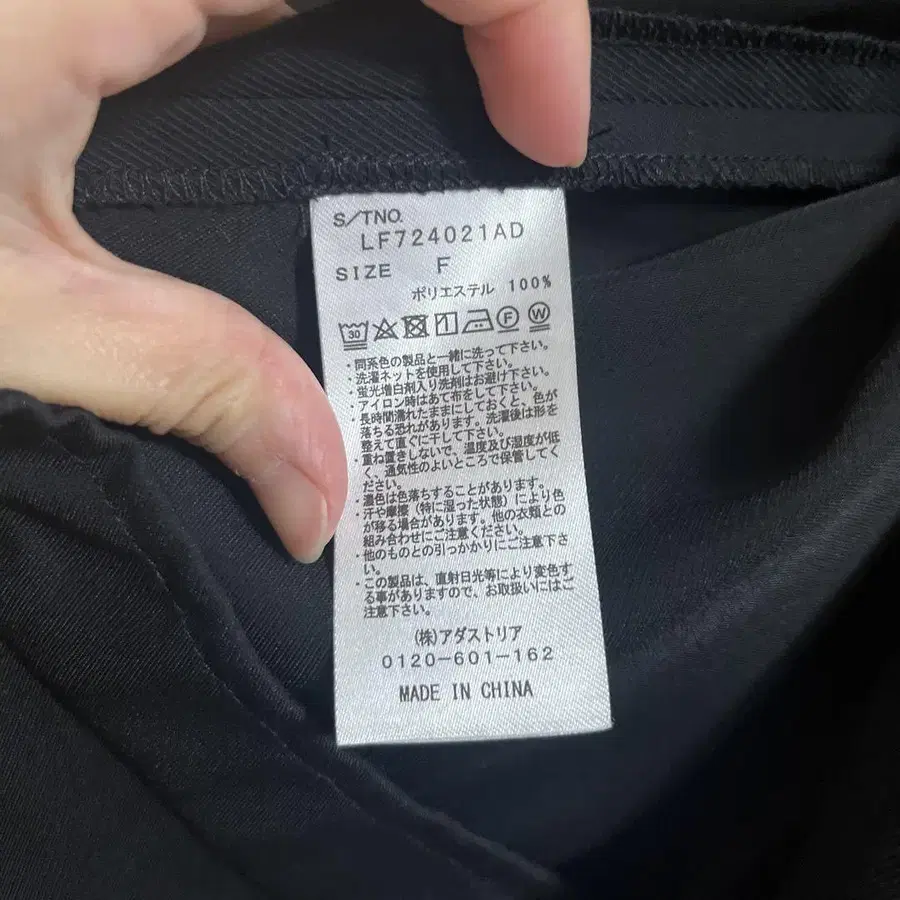 S/TNO.
LF724021AD
SIZE F
ポリエステル 100%
30 F W
・同系色の製品と一緒に洗って下さい。
・洗濯ネットを使用して下さい。
・蛍光増白剤入り洗剤はお避け下さい。
・アイロン時はあて布をして下さい。
・長時間濡れたままにしておくと、色が
落ちる恐れがあります。洗濯後は形を
整えて直ぐに干して下さい。
・重ね置きしないで、温度及び湿度が低
く、通気性のよいところで保管してく
ださい。
・濃色は色落ちすることがあります。
・汗や摩擦（特に湿った状態）により色
が移る場合があります。他の衣類との
組み合わせにご注意ください。
・他のものとの引っかかりにご注意下さ
い。
・この製品は、直射日光等により変色す
る事がありますので、お取扱いにはご
注意下さい。
(株)アダストリア
0120-601-162
MADE IN CHINA